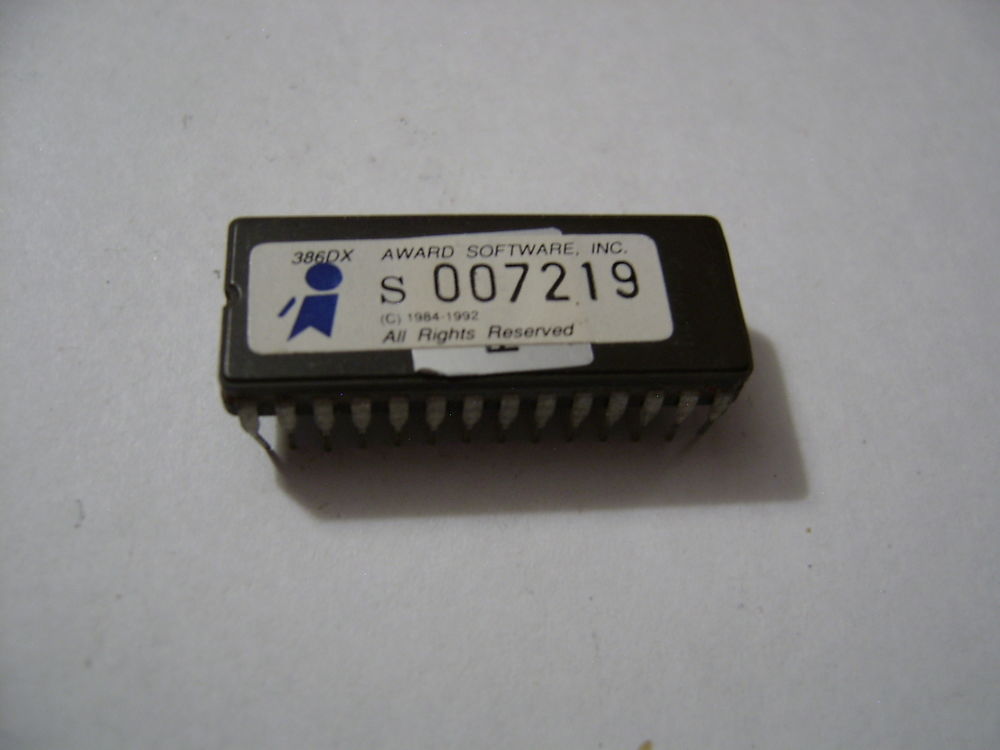 386DX AWARD SOFTWARE, INC.
S 007219
(C) 1984-1992
All Rights Reserved